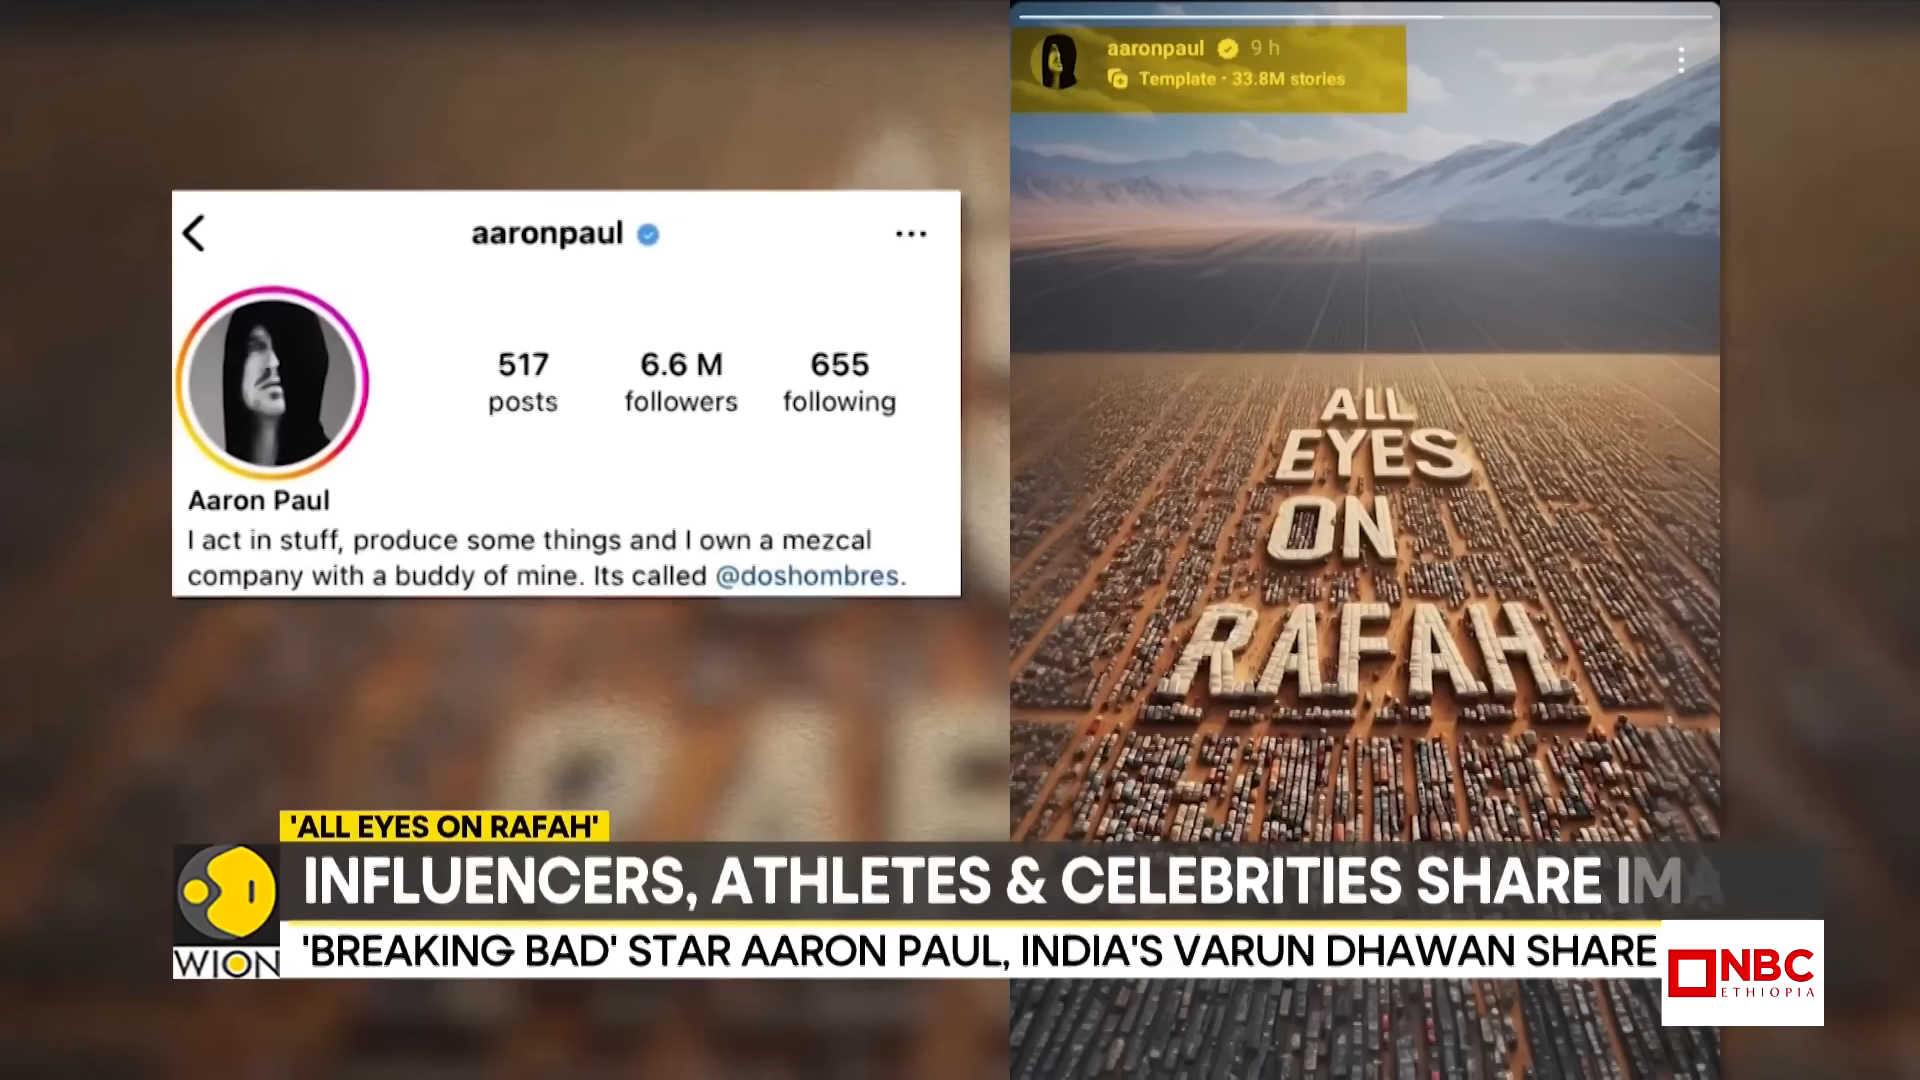 aaronpaul
517 6.6 M 655
posts followers following
Aaron Paul
I act in stuff, produce some things and I own a mezcal
company with a buddy of mine. Its called @doshombres.
aaronpaul 9 h
Template · 33.8M stories
ALL
EYES
ON
RAFAH
'ALL EYES ON RAFAH'
INFLUENCERS, ATHLETES & CELEBRITIES SHARE IMA
'BREAKING BAD' STAR AARON PAUL, INDIA'S VARUN DHAWAN SHARE
WION
NBC
ETHIOPIA